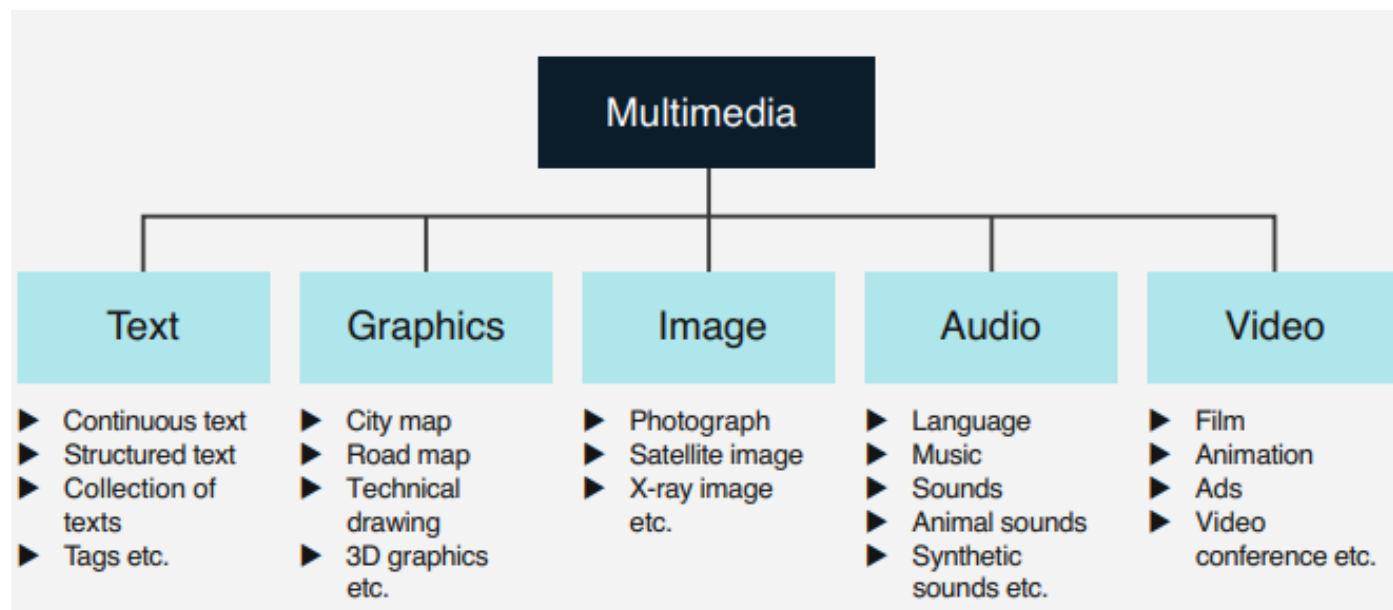 Multimedia
Text
Graphics
Image
Audio
Video
▶ Continuous text
▶ Structured text
▶ Collection of
texts
▶ Tags etc.
▶ City map
▶ Road map
▶ Technical
drawing
▶ 3D graphics
etc.
▶ Photograph
▶ Satellite image
▶ X-ray image
etc.
▶ Language
▶ Music
▶ Sounds
▶ Animal sounds
▶ Synthetic
sounds etc.
▶ Film
▶ Animation
▶ Ads
▶ Video
conference etc.